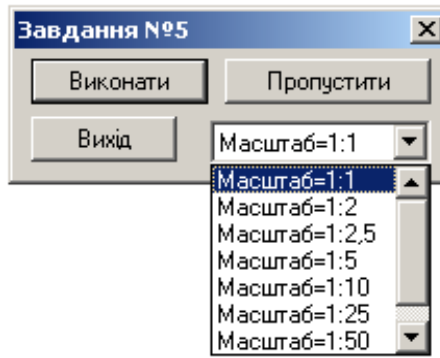 Завдання №5
Виконати Пропустити
Вихід Масштаб=1:1
Масштаб=1:1
Масштаб=1:2
Масштаб=1:2,5
Масштаб=1:5
Масштаб=1:10
Масштаб=1:25
Масштаб=1:50